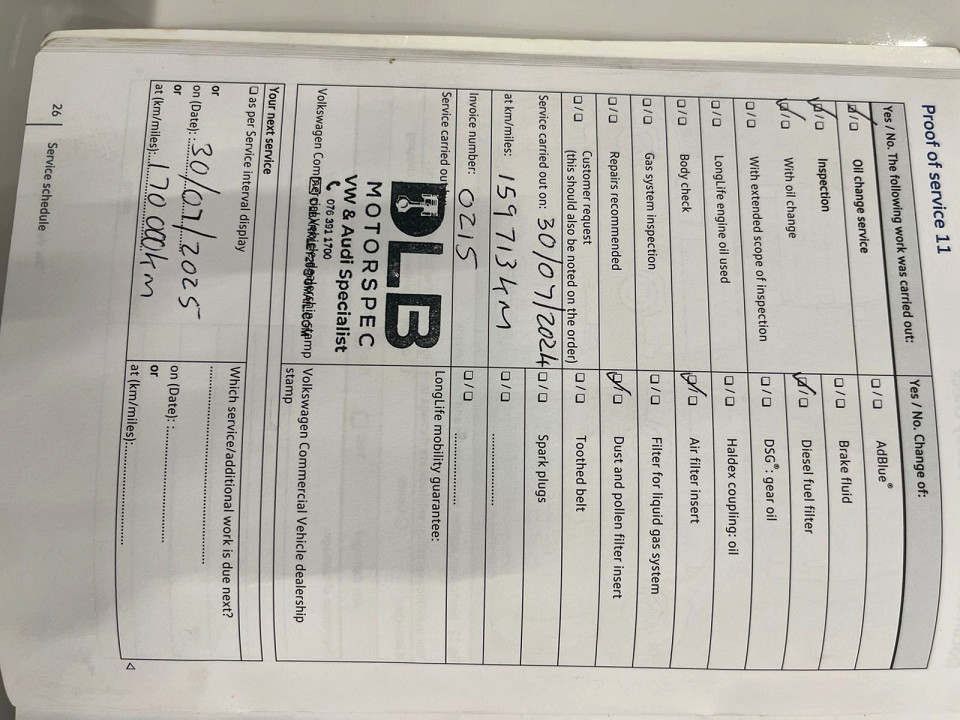 Proof of service 11
Yes / No. The following work was carried out:
☑/☐ Oil change service
☑/☐ Inspection
☑/☐ With oil change
☐/☐ With extended scope of inspection
☐/☐ LongLife engine oil used
☐/☐ Body check
☐/☐ Gas system inspection
☐/☐ Repairs recommended
☐/☐ Customer request
(this should also be noted on the order)
Service carried out on: 30/07/2024
at km/miles: 159 713km
Invoice number: 0215
Service carried out
DLB
MOTORSPEC
VW & Audi Specialist
076 391 1700
Volkswagen Commercial Vehicle dealership stamp
Yes / No. Change of:
☐/☐ AdBlue®
☐/☐ Brake fluid
☑/☐ Diesel fuel filter
☐/☐ DSG®: gear oil
☐/☐ Haldex coupling: oil
☑/☐ Air filter insert
☐/☐ Filter for liquid gas system
☑/☐ Dust and pollen filter insert
☐/☐ Toothed belt
☐/☐ Spark plugs
☐/☐ ....................
☐/☐ ....................
LongLife mobility guarantee:
Volkswagen Commercial Vehicle dealership
stamp
Your next service
☐ as per Service interval display
or
on (Date): 30/07/2025
or
at (km/miles): 170 000km
Which service/additional work is due next?
....................
on (Date): ....................
or
at (km/miles): ....................
26 | Service schedule